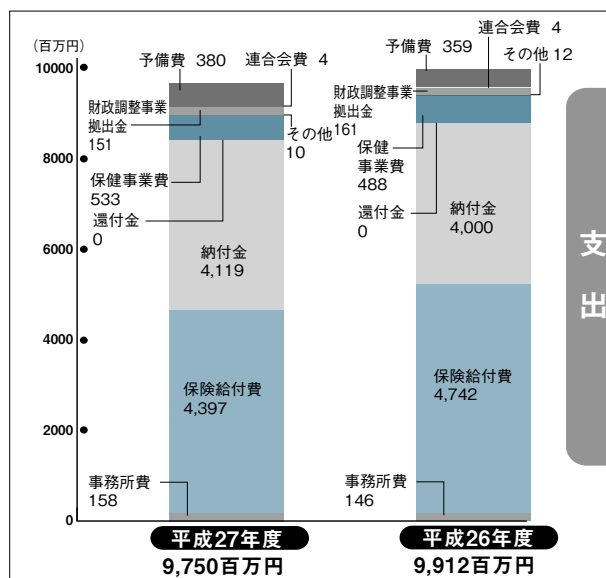 (百万円)
10000
8000
6000
4000
2000
0
予備費 380
連合会費 4
財政調整事業
拠出金
151
その他
10
保健事業費
533
還付金
0
納付金
4,119
保険給付費
4,397
事務所費
158
平成27年度
9,750百万円
予備費 359
連合会費 4
その他 12
財政調整事業
拠出金
161
保健
事業費
488
還付金
0
納付金
4,000
保険給付費
4,742
事務所費
146
平成26年度
9,912百万円
支出